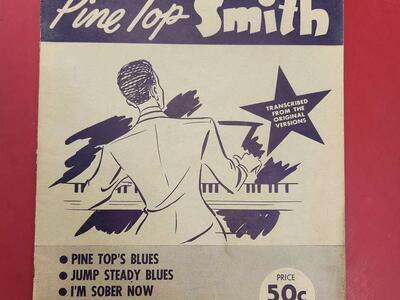 Pine Top Smith
TRANSCRIBED
FROM THE
ORIGINAL
VERSIONS
• PINE TOP'S BLUES
• JUMP STEADY BLUES
• I'M SOBER NOW
PRICE
50c